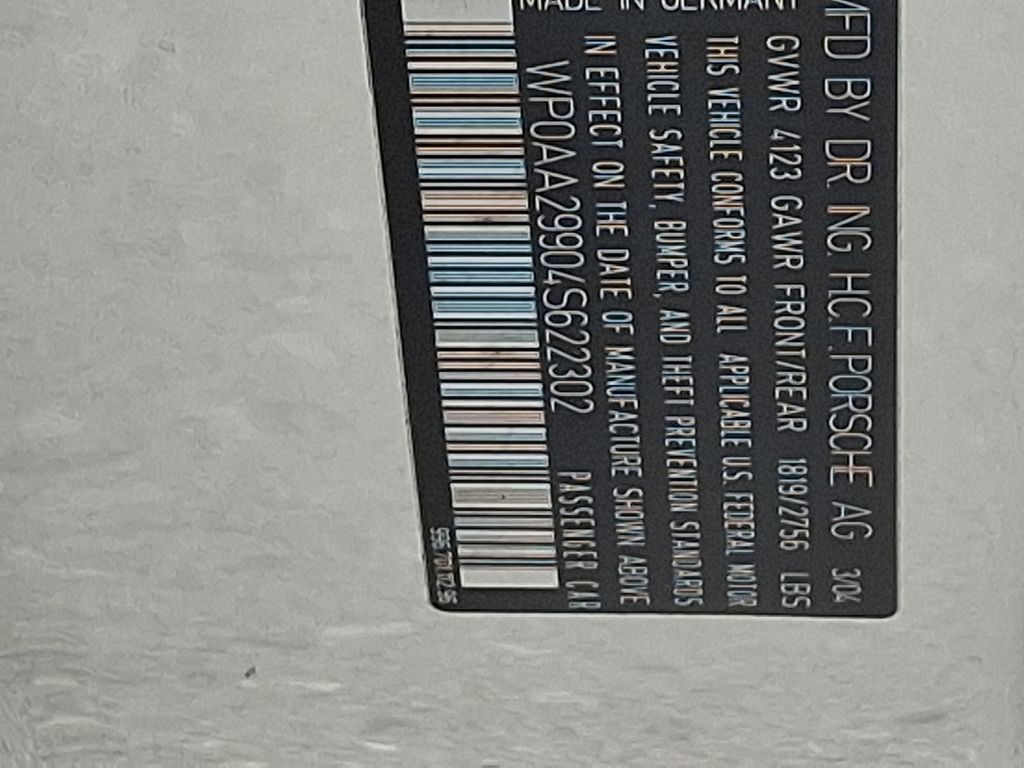 MFD BY DR. ING. H.C.F. PORSCHE AG 3/04
GVWR 4123 GAWR FRONT/REAR 1819/2756 LBS
THIS VEHICLE CONFORMS TO ALL APPLICABLE U.S. FEDERAL MOTOR
VEHICLE SAFETY, BUMPER, AND THEFT PREVENTION STANDARDS
IN EFFECT ON THE DATE OF MANUFACTURE SHOWN ABOVE
MADE IN GERMANY WP0AA29904S622302 PASSENGER CAR